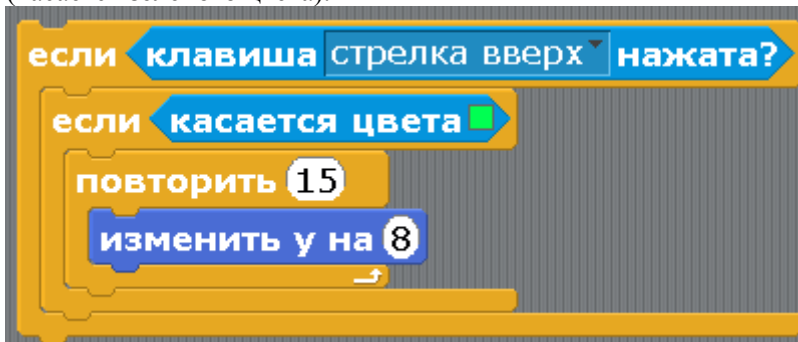 если клавиша стрелка вверх нажата?
если касается цвета
повторить 15
изменить у на 8